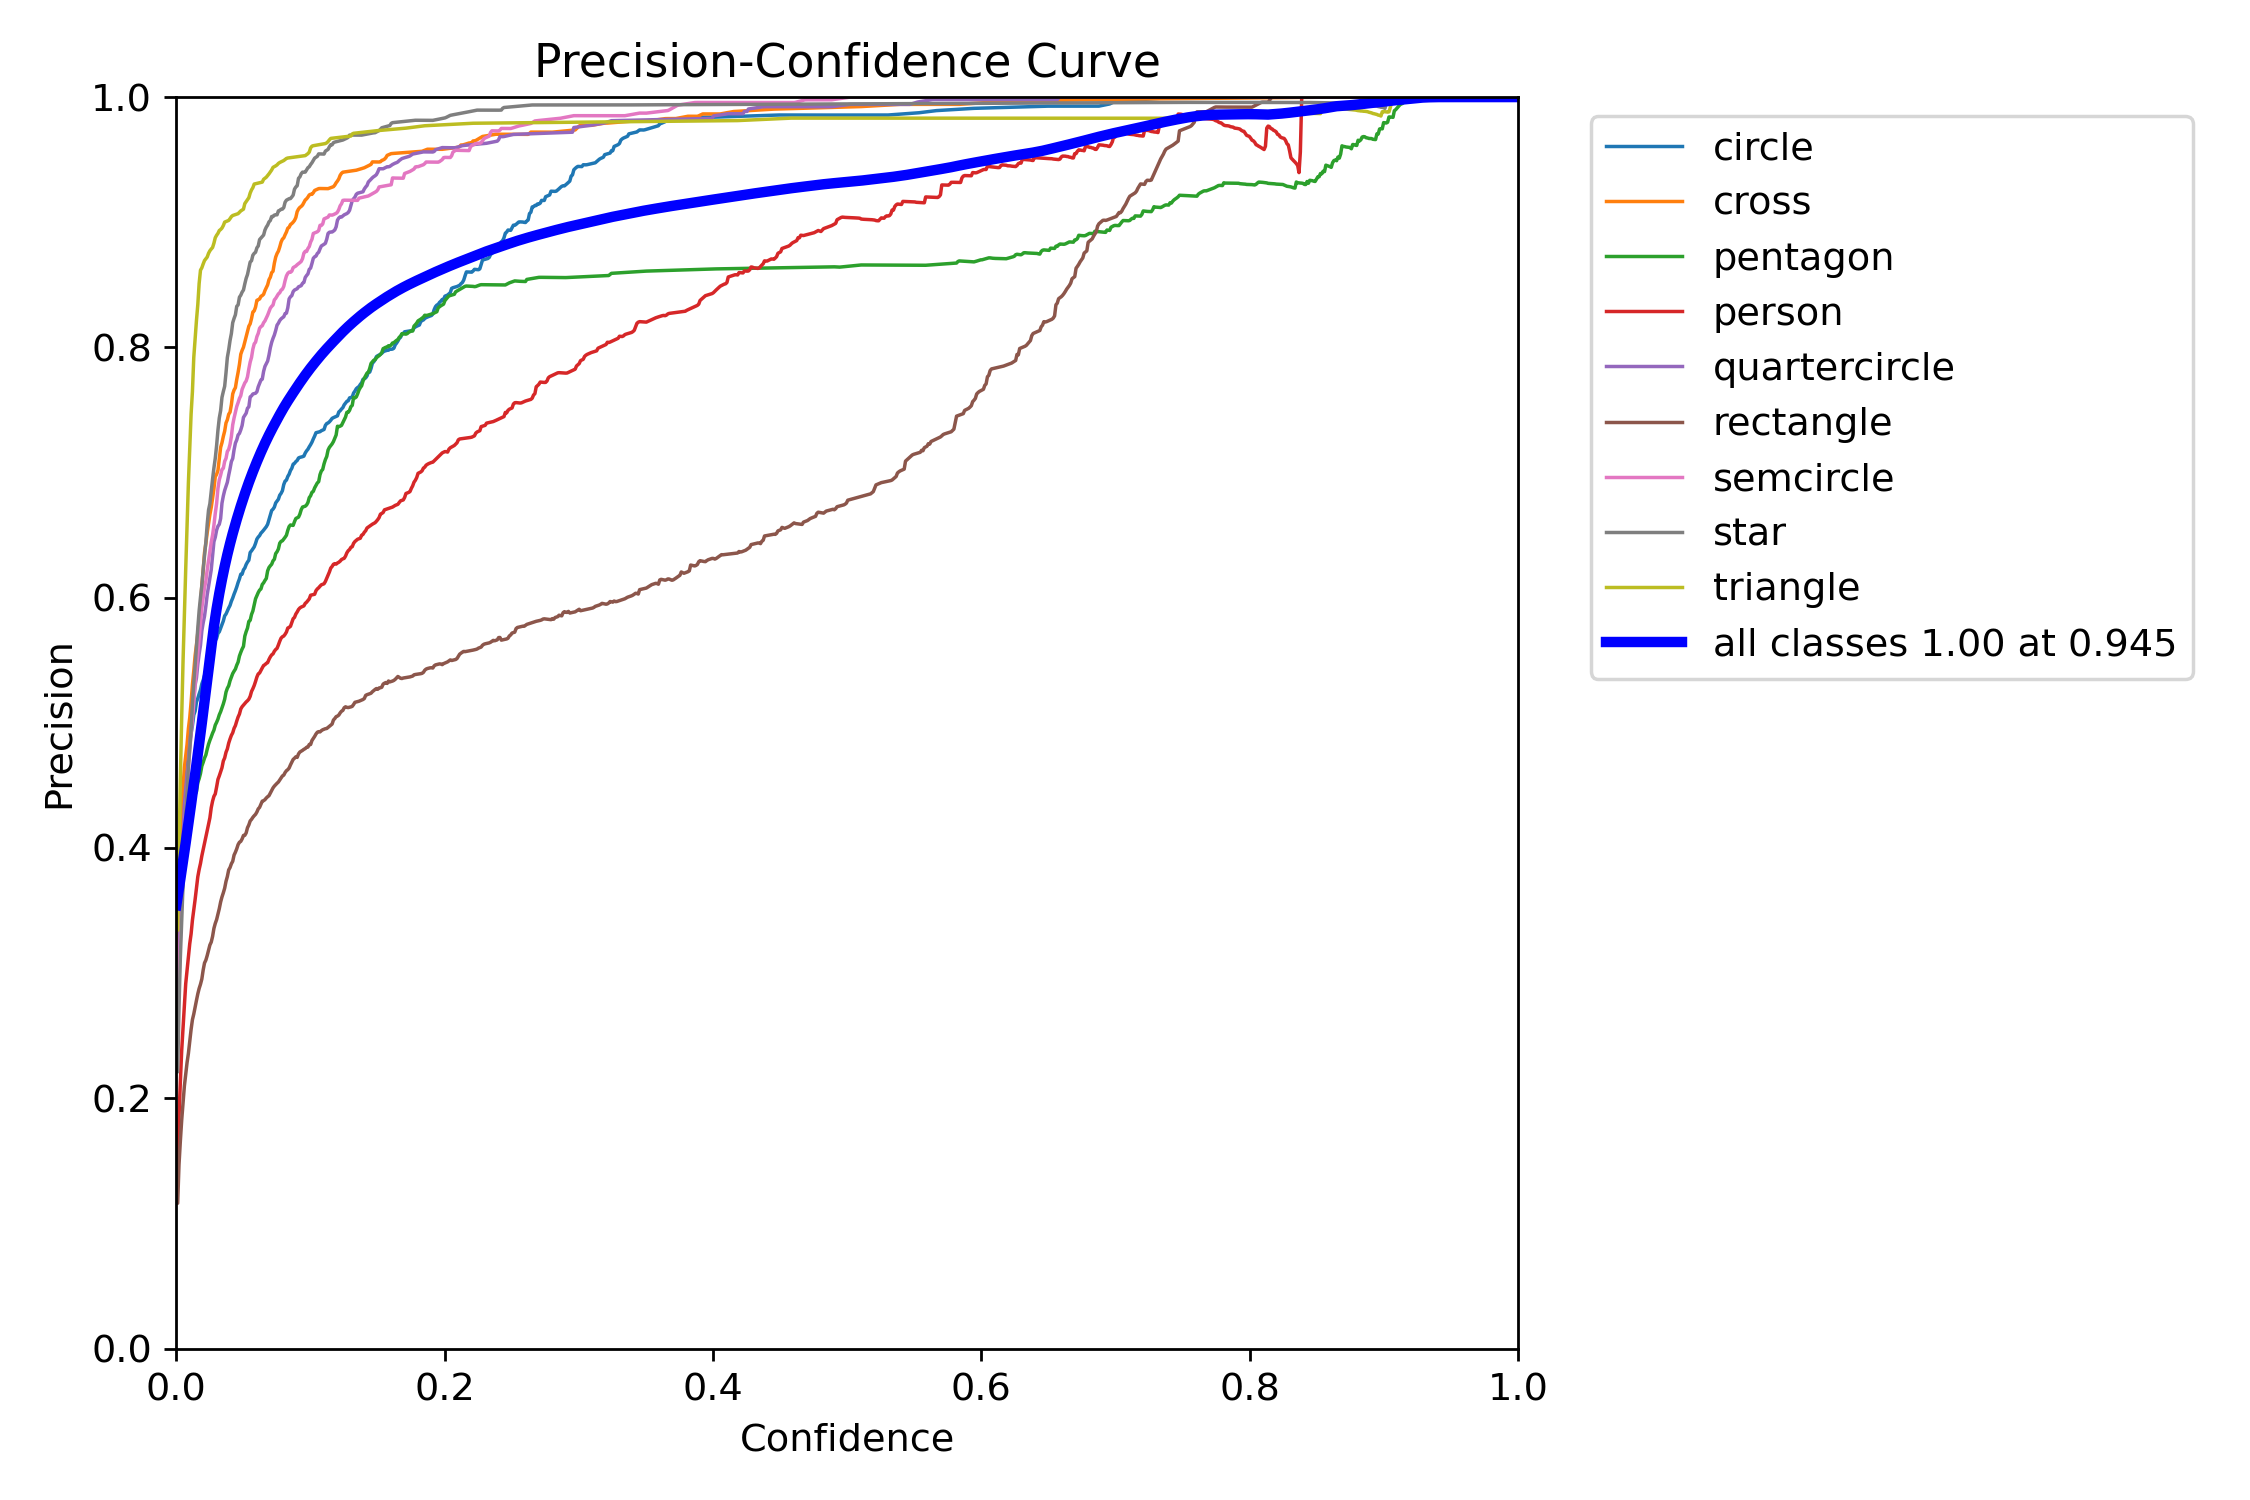 Precision-Confidence Curve
1.0
0.8
0.6
0.4
0.2
0.0
Precision
0.0 0.2 0.4 0.6 0.8 1.0
Confidence
circle
cross
pentagon
person
quartercircle
rectangle
semcircle
star
triangle
all classes 1.00 at 0.945